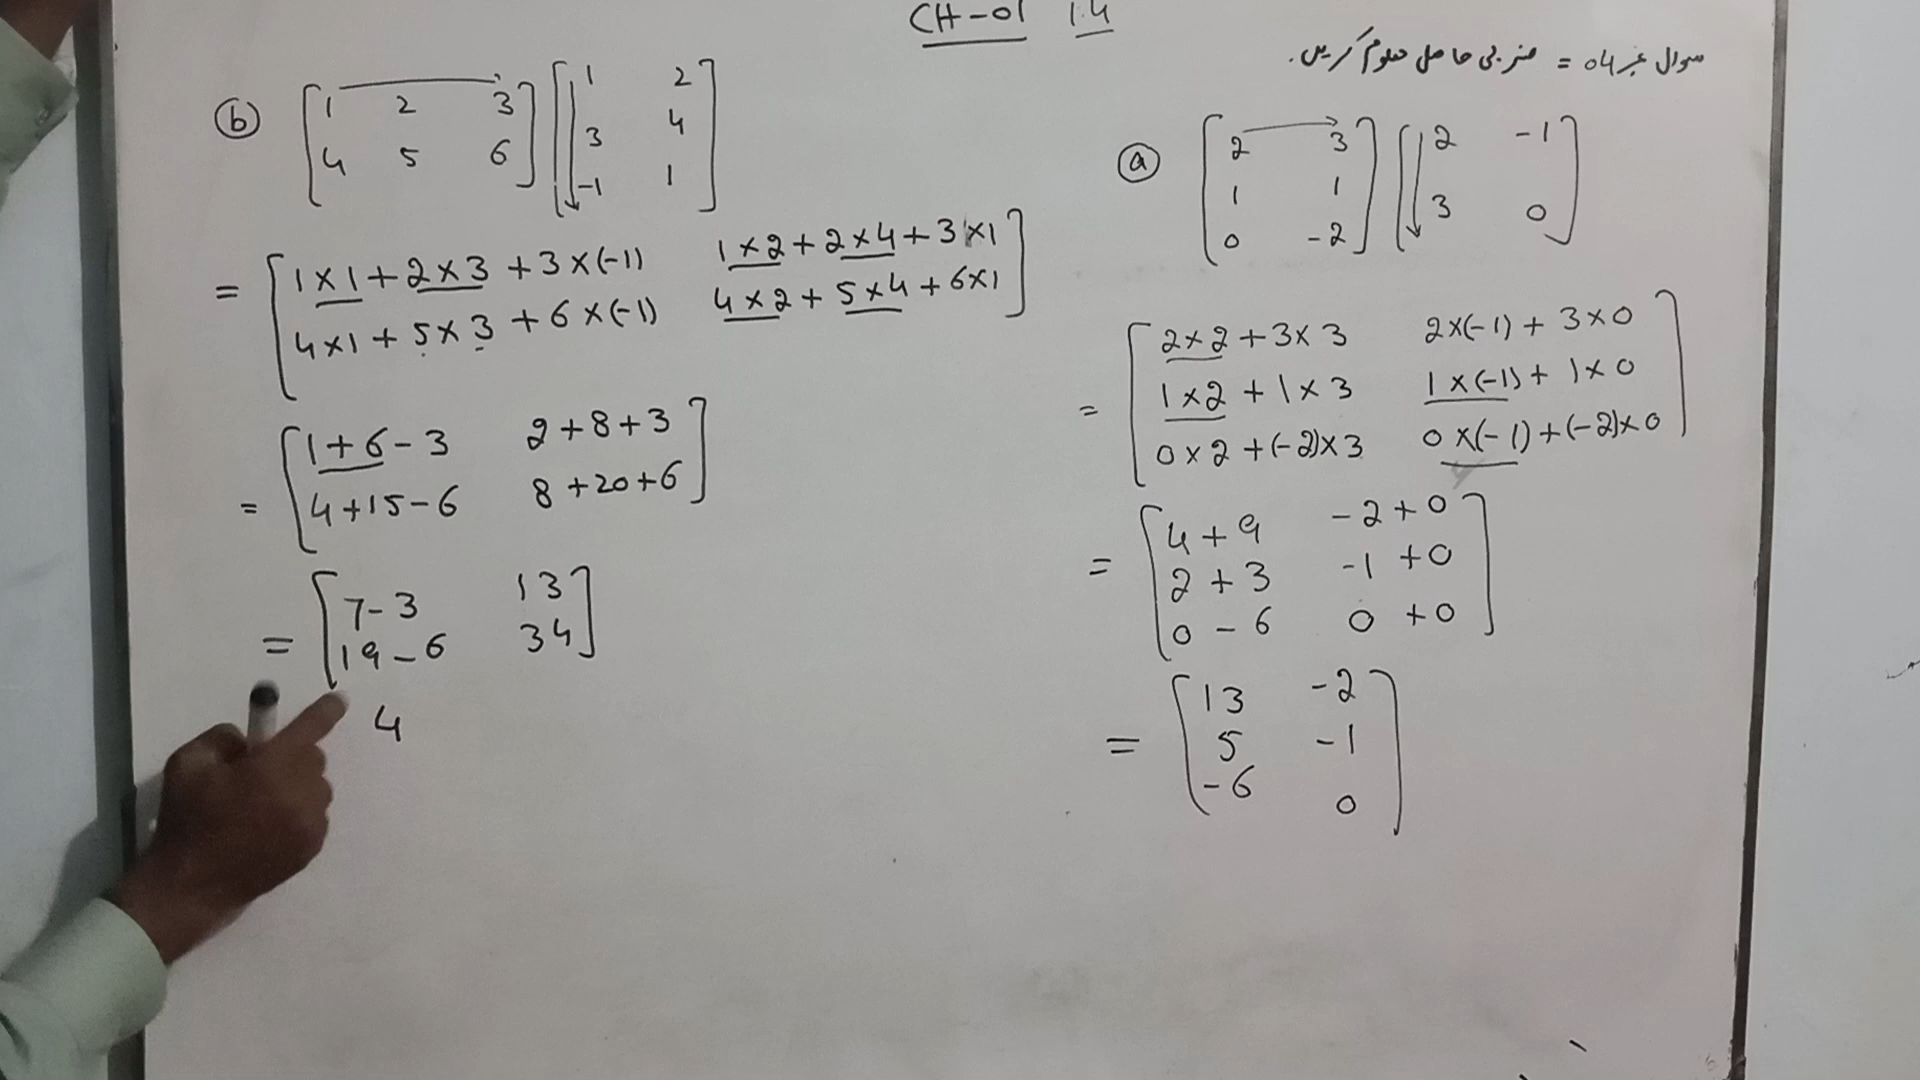 CH-01 1.4
سوال نمبر 04 = ضربی حاصل معلوم کریں.
(a) [2 3] [2 -1]
[1 1] [3 0]
[0 -2]
= [2×2+3×3 2×(-1)+3×0]
[1×2+1×3 1×(-1)+1×0]
[0×2+(-2)×3 0×(-1)+(-2)×0]
= [4+9 -2+0]
[2+3 -1+0]
[0-6 0+0]
= [13 -2]
[5 -1]
[-6 0]
(b) [1 2 3] [1 2]
[4 5 6] [3 4]
[-1 1]
= [1×1+2×3+3×(-1) 1×2+2×4+3×1]
[4×1+5×3+6×(-1) 4×2+5×4+6×1]
= [1+6-3 2+8+3]
[4+15-6 8+20+6]
= [7-3 13]
[19-6 34]
4